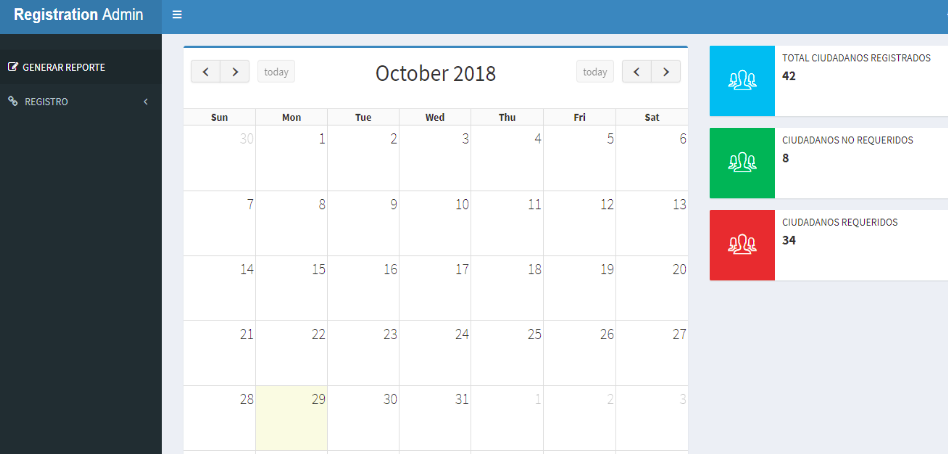 Registration Admin
GENERAR REPORTE
REGISTRO
today
October 2018
today
Sun Mon Tue Wed Thu Fri Sat
30 1 2 3 4 5 6
7 8 9 10 11 12 13
14 15 16 17 18 19 20
21 22 23 24 25 26 27
28 29 30 31 1 2 3
TOTAL CIUDADANOS REGISTRADOS
42
CIUDADANOS NO REQUERIDOS
8
CIUDADANOS REQUERIDOS
34